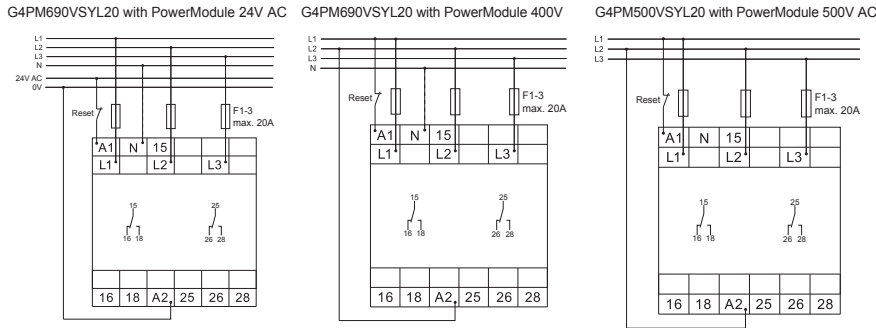 G4PM690VSYL20 with PowerModule 24V AC
L1
L2
L3
N
24V AC
0V
Reset
F1-3
max. 20A
A1 N 15
L1 L2 L3
15
16 18
25
26 28
16 18 A2 25 26 28
G4PM690VSYL20 with PowerModule 400V
L1
L2
L3
N
Reset
F1-3
max. 20A
A1 N 15
L1 L2 L3
15
16 18
25
26 28
16 18 A2 25 26 28
G4PM500VSYL20 with PowerModule 500V AC
L1
L2
L3
Reset
F1-3
max. 20A
A1 N 15
L1 L2 L3
15
16 18
25
26 28
16 18 A2 25 26 28